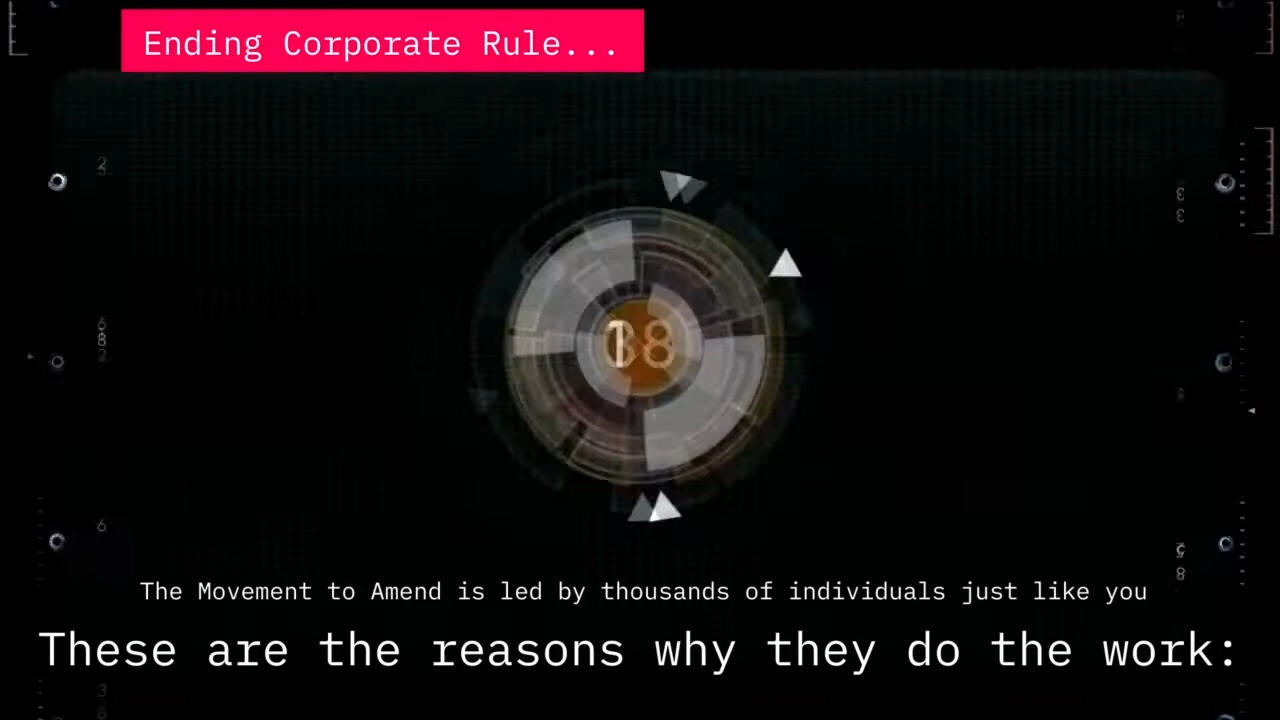 Ending Corporate Rule...
The Movement to Amend is led by thousands of individuals just like you
These are the reasons why they do the work: